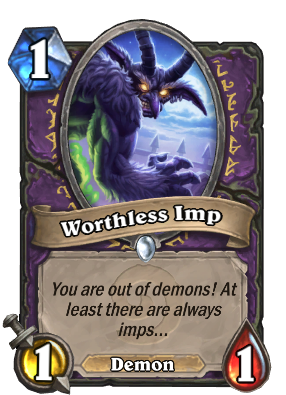 1
Worthless Imp
You are out of demons! At
least there are always
imps...
1
Demon
1